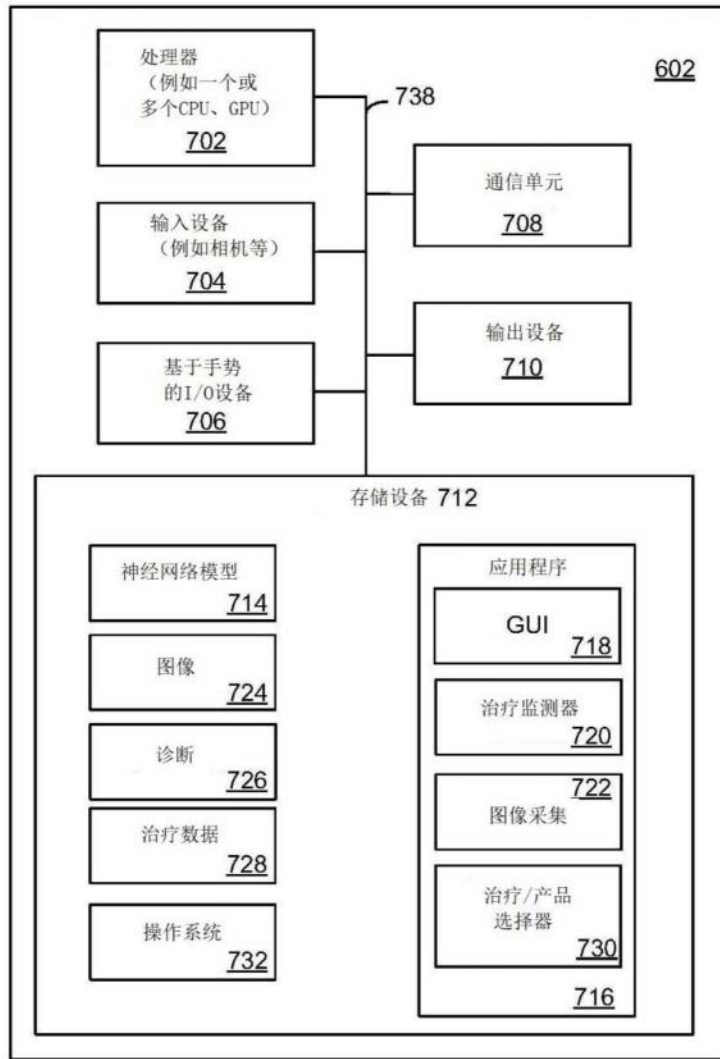 602
处理器
（例如一个或
多个CPU、GPU）
702
738
通信单元
708
输入设备
（例如相机等）
704
输出设备
710
基于手势
的I/O设备
706
存储设备 712
神经网络模型
714
图像
724
诊断
726
治疗数据
728
操作系统
732
应用程序
GUI
718
治疗监测器
720
722
图像采集
治疗/产品
选择器
730
716